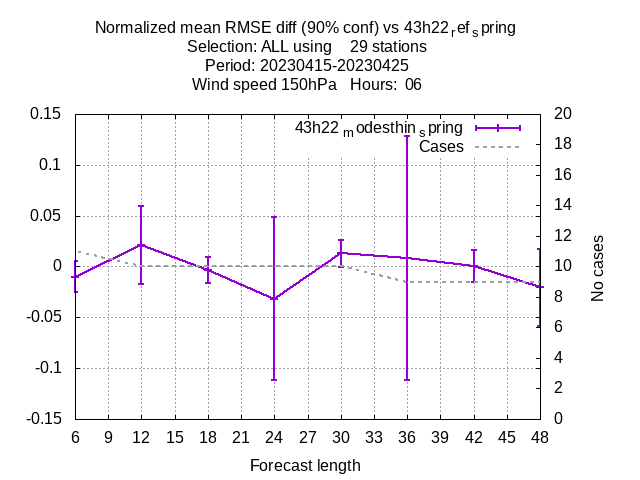 Normalized mean RMSE diff (90% conf) vs 43h22ref spring
Selection: ALL using 29 stations
Period: 20230415-20230425
Wind speed 150hPa Hours: 06
43h22modesthinspring
Cases
0.15
0.1
0.05
0
-0.05
-0.1
-0.15
20
18
16
14
12
10
8
6
4
2
0
No cases
6 9 12 15 18 21 24 27 30 33 36 39 42 45 48
Forecast length